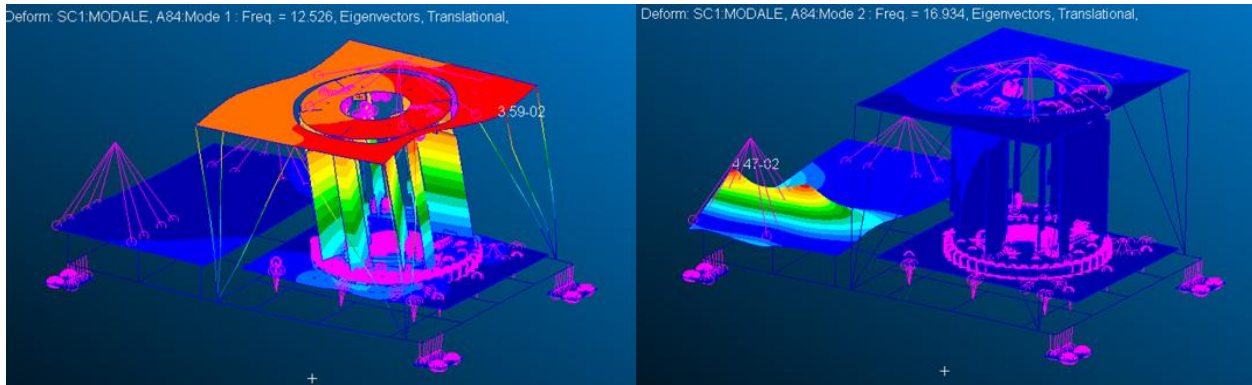 Deform: SC1:MODALE, A84:Mode 1 : Freq. = 12.526, Eigenvectors, Translational,
3.59-02
Deform: SC1:MODALE, A84:Mode 2 : Freq. = 16.934, Eigenvectors, Translational,
4.47-02